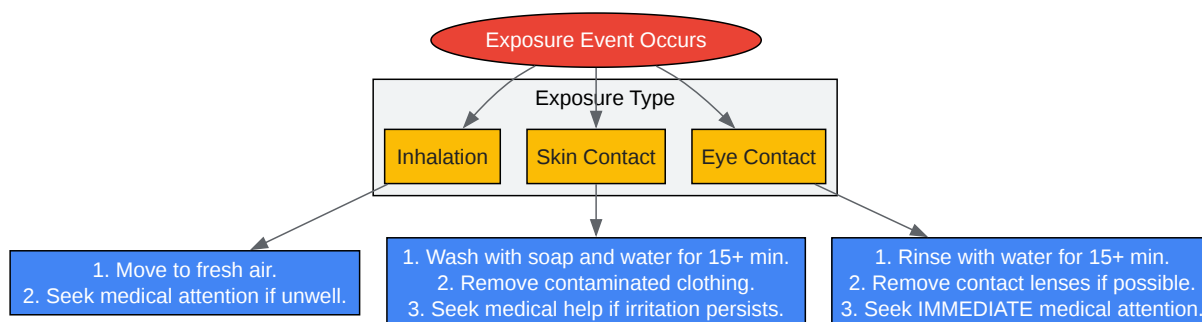 Exposure Event Occurs
Exposure Type
Inhalation
Skin Contact
Eye Contact
1. Move to fresh air.
2. Seek medical attention if unwell.
1. Wash with soap and water for 15+ min.
2. Remove contaminated clothing.
3. Seek medical help if irritation persists.
1. Rinse with water for 15+ min.
2. Remove contact lenses if possible.
3. Seek IMMEDIATE medical attention.